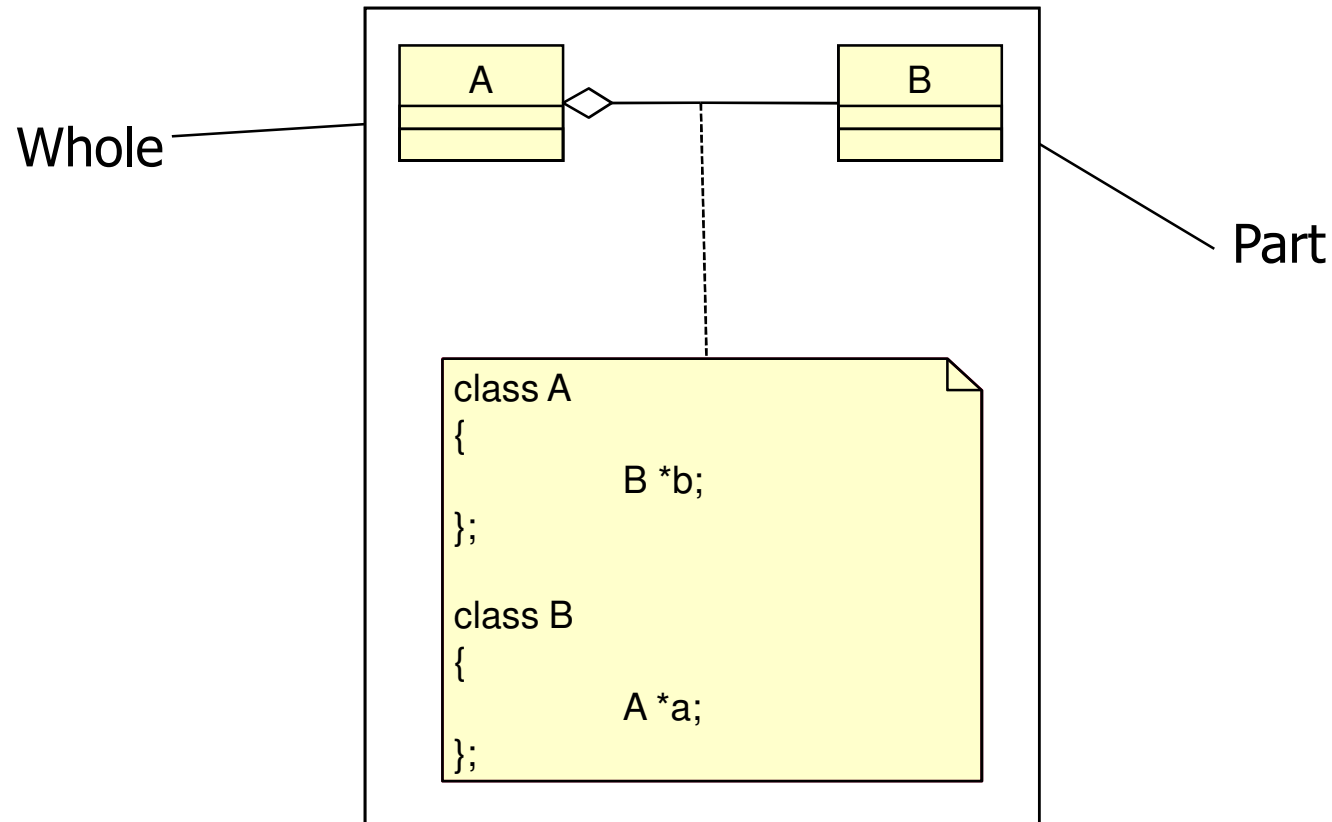 A
B
Whole
Part
class A
{
B *b;
};

class B
{
A *a;
};